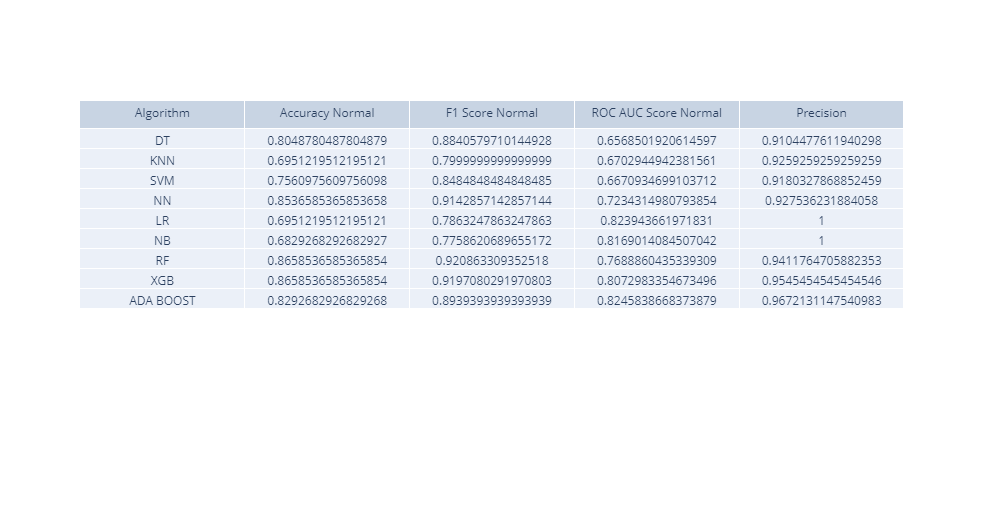 Algorithm Accuracy Normal F1 Score Normal ROC AUC Score Normal Precision
DT 0.8048780487804879 0.8840579710144928 0.6568501920614597 0.9104477611940298
KNN 0.6951219512195121 0.7999999999999999 0.6702944942381561 0.9259259259259259
SVM 0.7560975609756098 0.8484848484848485 0.6670934699103712 0.9180327868852459
NN 0.8536585365853658 0.9142857142857144 0.7234314980793854 0.927536231884058
LR 0.6951219512195121 0.7863247863247863 0.823943661971831 1
NB 0.6829268292682927 0.7758620689655172 0.8169014084507042 1
RF 0.8658536585365854 0.920863309352518 0.7688860435339309 0.9411764705882353
XGB 0.8658536585365854 0.9197080291970803 0.8072983354673496 0.9545454545454546
ADA BOOST 0.8292682926829268 0.8939393939393939 0.8245838668373879 0.9672131147540983